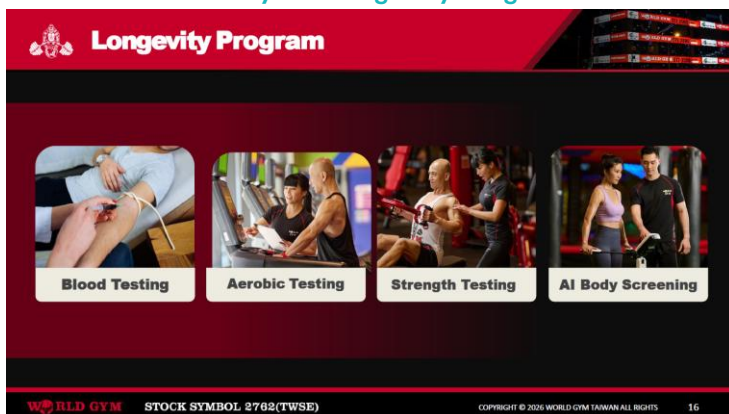 Longevity Program
Blood Testing
Aerobic Testing
Strength Testing
AI Body Screening
WORLD GYM
STOCK SYMBOL 2762(TWSE)
COPYRIGHT © 2026 WORLD GYM TAIWAN ALL RIGHTS
16